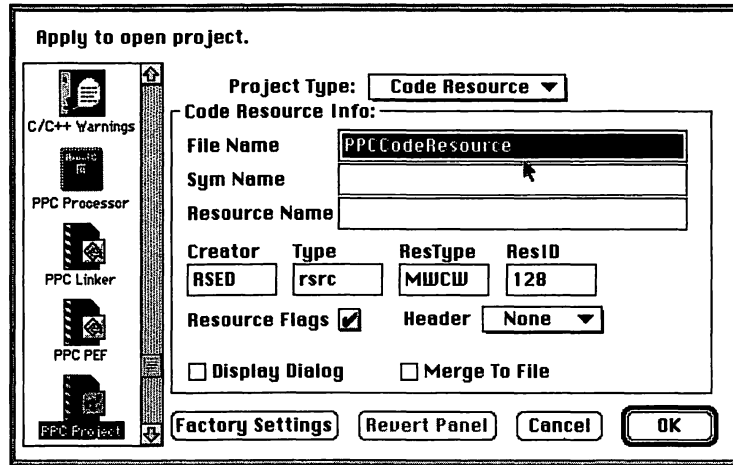 Apply to open project.
C/C++ Warnings
PPC Processor
PPC Linker
PPC PEF
PPC Project
Project Type: Code Resource
Code Resource Info:
File Name PPCCodeResource
Sym Name
Resource Name
Creator Type ResType ResID
RSED rsrc MWCW 128
Resource Flags Header None
Display Dialog Merge To File
Factory Settings Revert Panel Cancel OK